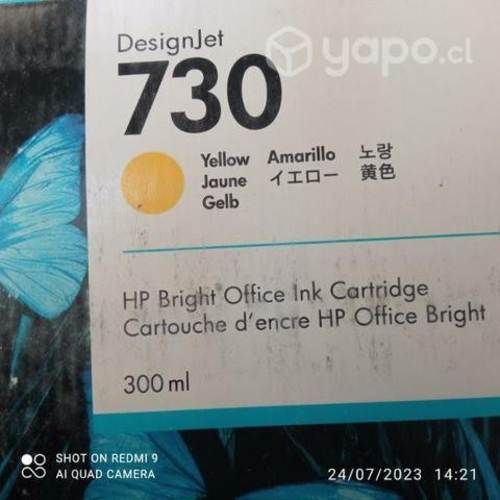 DesignJet
yapo.cl
730
Yellow Amarillo 노랑
Jaune イエロー 黄色
Gelb
HP Bright Office Ink Cartridge
Cartouche d'encre HP Office Bright
300 ml
SHOT ON REDMI 9
AI QUAD CAMERA
24/07/2023 14:21